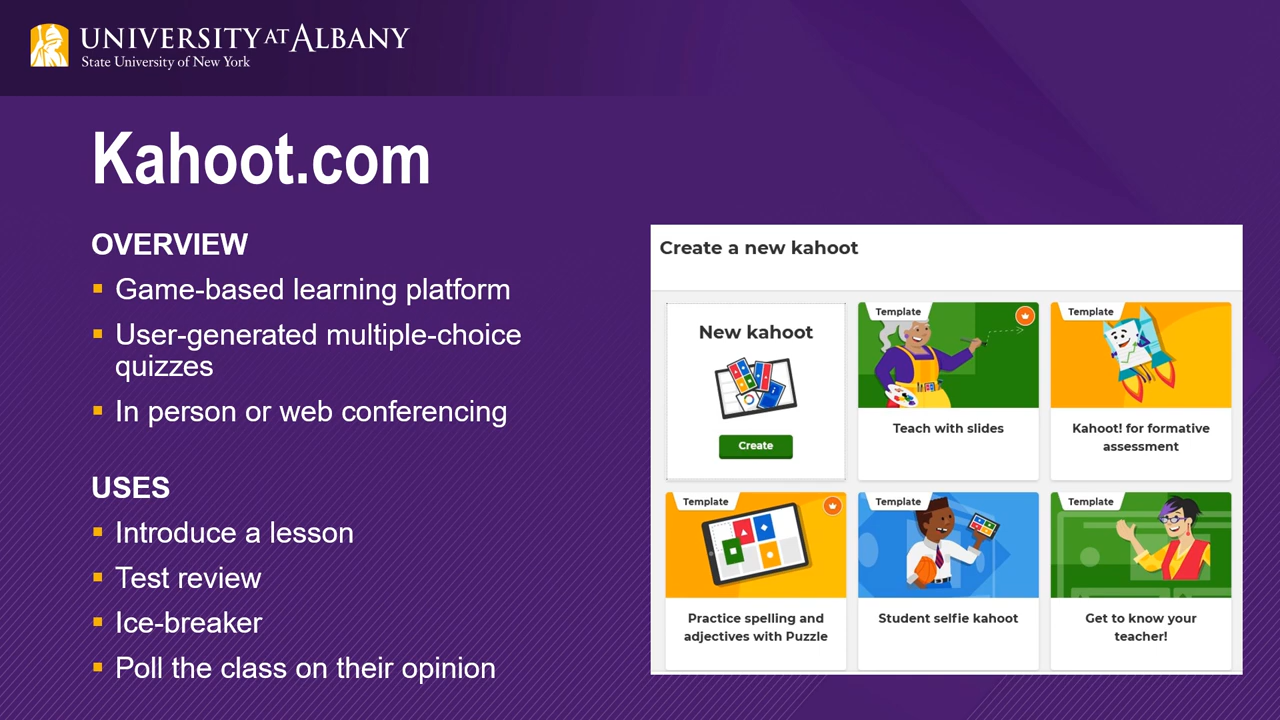 UNIVERSITY AT ALBANY
State University of New York
Kahoot.com
OVERVIEW
Game-based learning platform
User-generated multiple-choice
quizzes
In person or web conferencing
USES
Introduce a lesson
Test review
Ice-breaker
Poll the class on their opinion
Create a new kahoot
New kahoot
Create
Template
Teach with slides
Template
Kahoot! for formative
assessment
Template
Practice spelling and
adjectives with Puzzle
Template
Student selfie kahoot
Template
Get to know your
teacher!